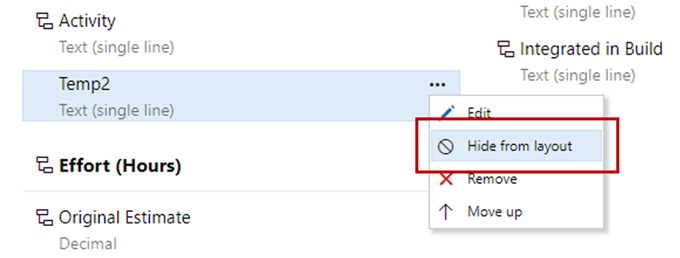 Activity
Text (single line)
Temp2
Text (single line)
Effort (Hours)
Original Estimate
Decimal
Text (single line)
Integrated in Build
Text (single line)
Edit
Hide from layout
Remove
Move up